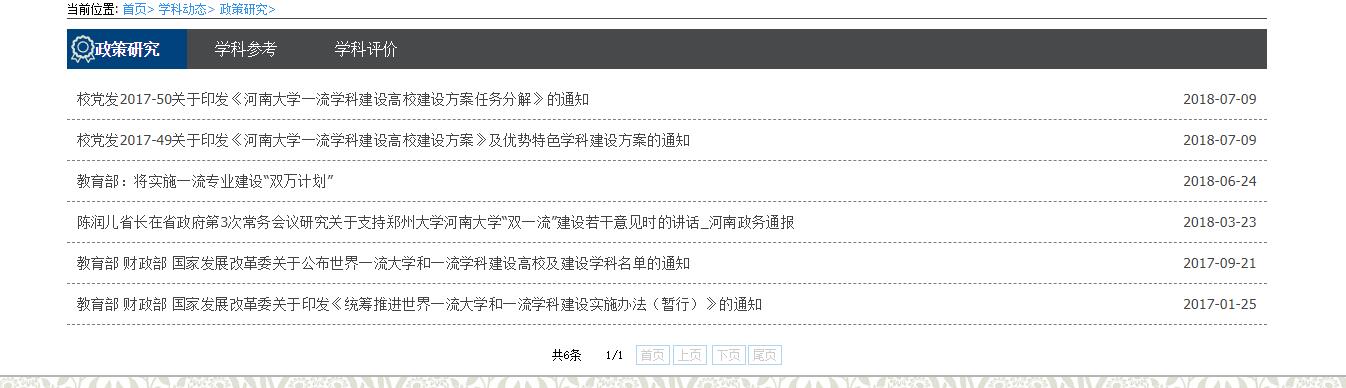 当前位置: 首页> 学科动态> 政策研究>
政策研究 学科参考 学科评价
校党发2017-50关于印发《河南大学一流学科建设高校建设方案任务分解》的通知 2018-07-09
校党发2017-49关于印发《河南大学一流学科建设高校建设方案》及优势特色学科建设方案的通知 2018-07-09
教育部：将实施一流专业建设“双万计划” 2018-06-24
陈润儿省长在省政府第3次常务会议研究关于支持郑州大学河南大学“双一流”建设若干意见时的讲话_河南政务通报 2018-03-23
教育部 财政部 国家发展改革委关于公布世界一流大学和一流学科建设高校及建设学科名单的通知 2017-09-21
教育部 财政部 国家发展改革委关于印发《统筹推进世界一流大学和一流学科建设实施办法（暂行）》的通知 2017-01-25
共6条 1/1 首页 上页 下页 尾页